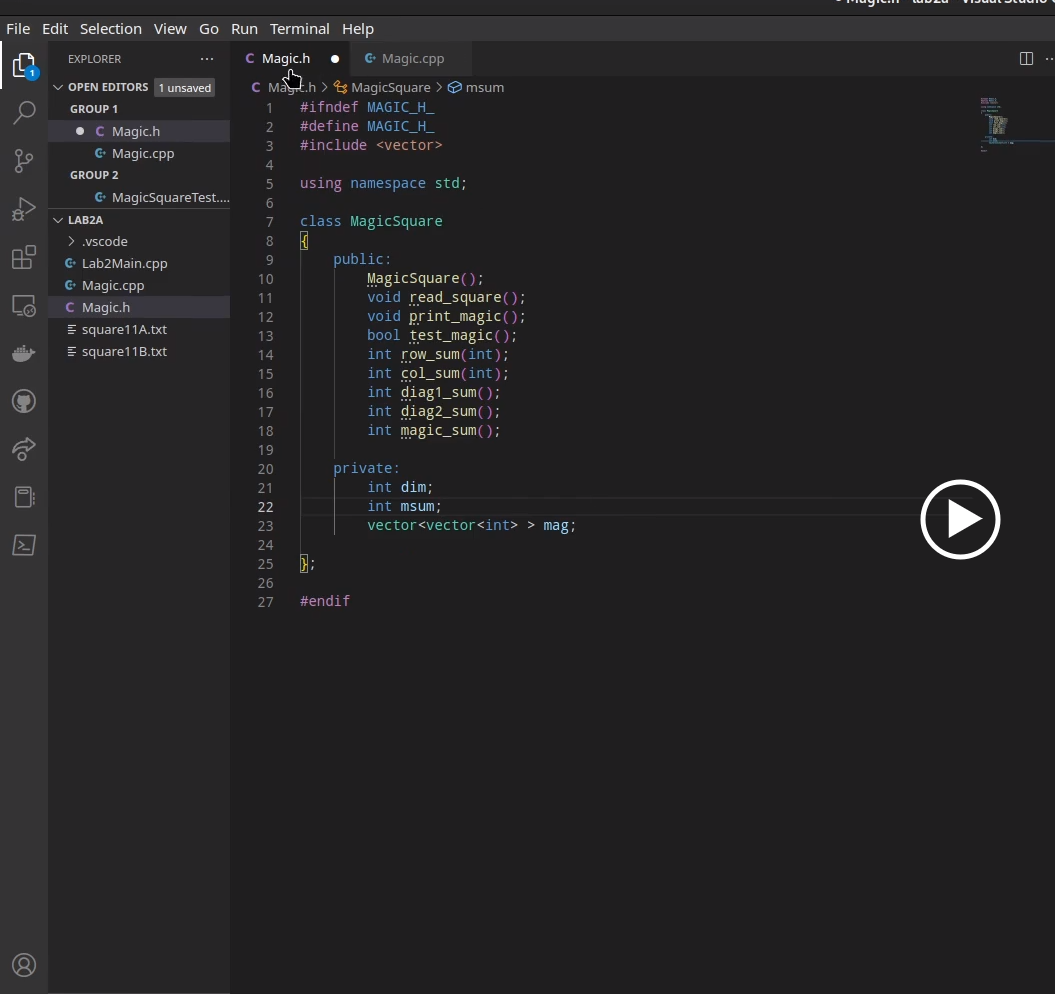 File Edit Selection View Go Run Terminal Help
EXPLORER
OPEN EDITORS 1 unsaved
GROUP 1
Magic.h
Magic.cpp
GROUP 2
MagicSquareTest....
LAB2A
.vscode
Lab2Main.cpp
Magic.cpp
Magic.h
square11A.txt
square11B.txt
1
Magic.h Magic.cpp
Magic.h > MagicSquare > msum
1 #ifndef MAGIC_H_
2 #define MAGIC_H_
3 #include <vector>
4
5 using namespace std;
6
7 class MagicSquare
8 {
9 public:
10 MagicSquare();
11 void read_square();
12 void print_magic();
13 bool test_magic();
14 int row_sum(int);
15 int col_sum(int);
16 int diag1_sum();
17 int diag2_sum();
18 int magic_sum();
19
20 private:
21 int dim;
22 int msum;
23 vector<vector<int> > mag;
24
25 };
26
27 #endif